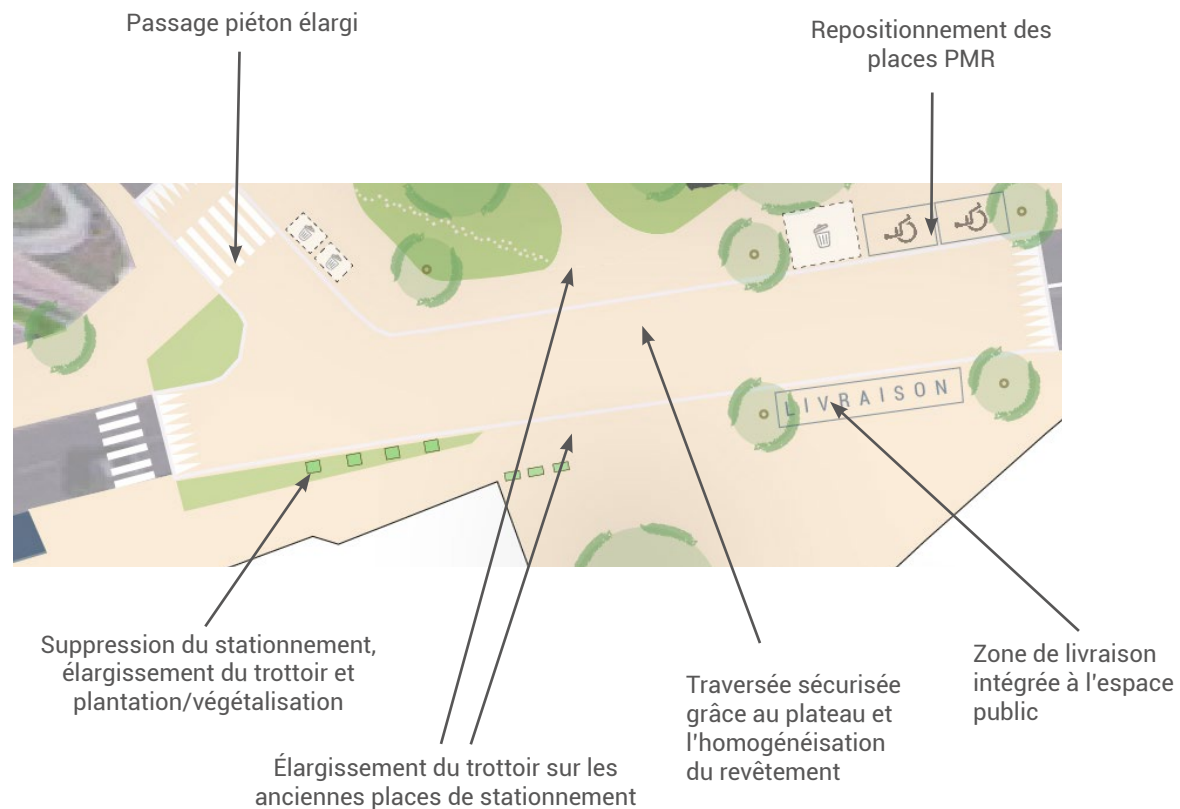 Passage piéton élargi
Repositionnement des
places PMR
LIVRAISON
Suppression du stationnement,
élargissement du trottoir et
plantation/végétalisation
Élargissement du trottoir sur les
anciennes places de stationnement
Traversée sécurisée
grâce au plateau et
l'homogénéisation
du revêtement
Zone de livraison
intégrée à l'espace
public